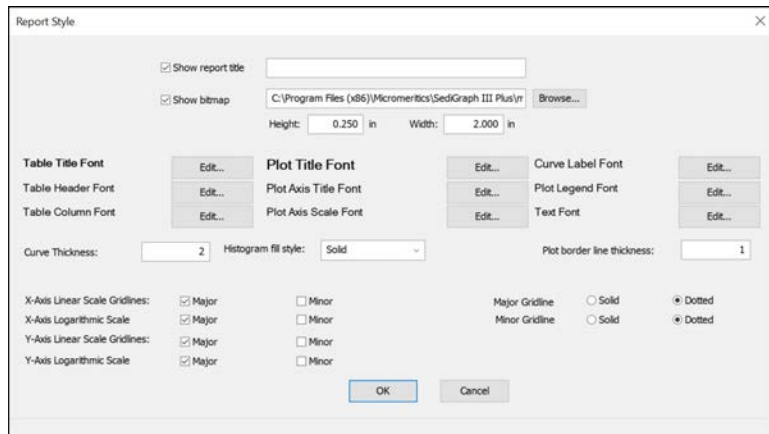 Report Style
Show report title
Show bitmap C:\Program Files (x86)\Micromeritics\SediGraph III Plus\m Browse...
Height: 0.250 in Width: 2.000 in
Table Title Font Edit... Plot Title Font Edit... Curve Label Font Edit...
Table Header Font Edit... Plot Axis Title Font Edit... Plot Legend Font Edit...
Table Column Font Edit... Plot Axis Scale Font Edit... Text Font Edit...
Curve Thickness: 2 Histogram fill style: Solid Plot border line thickness: 1
X-Axis Linear Scale Gridlines: Major Minor Major Gridline Solid Dotted
X-Axis Logarithmic Scale Major Minor Minor Gridline Solid Dotted
Y-Axis Linear Scale Gridlines: Major Minor
Y-Axis Logarithmic Scale Major Minor
OK Cancel